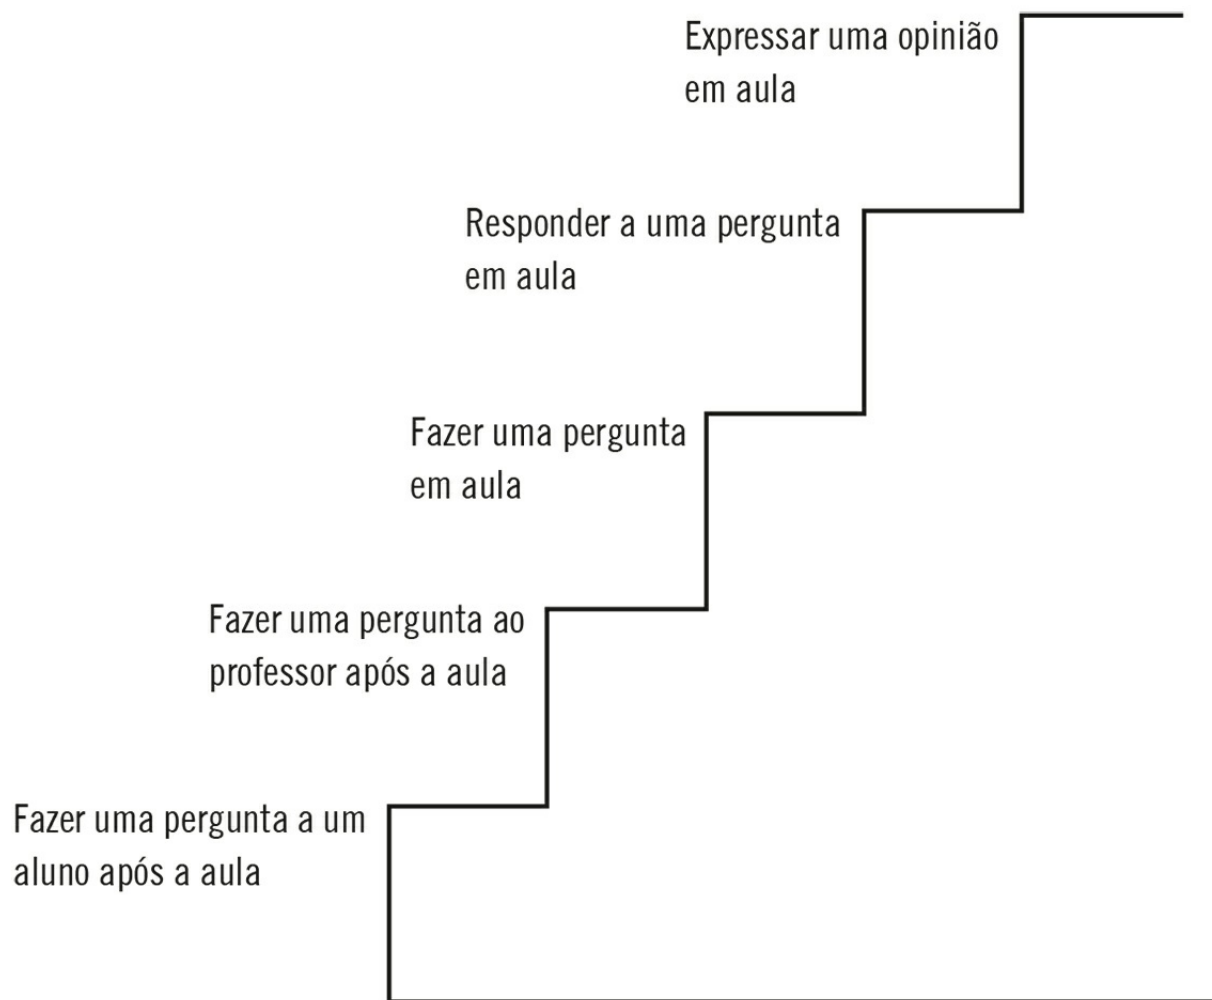 Expressar uma opinião
em aula
Responder a uma pergunta
em aula
Fazer uma pergunta
em aula
Fazer uma pergunta ao
professor após a aula
Fazer uma pergunta a um
aluno após a aula